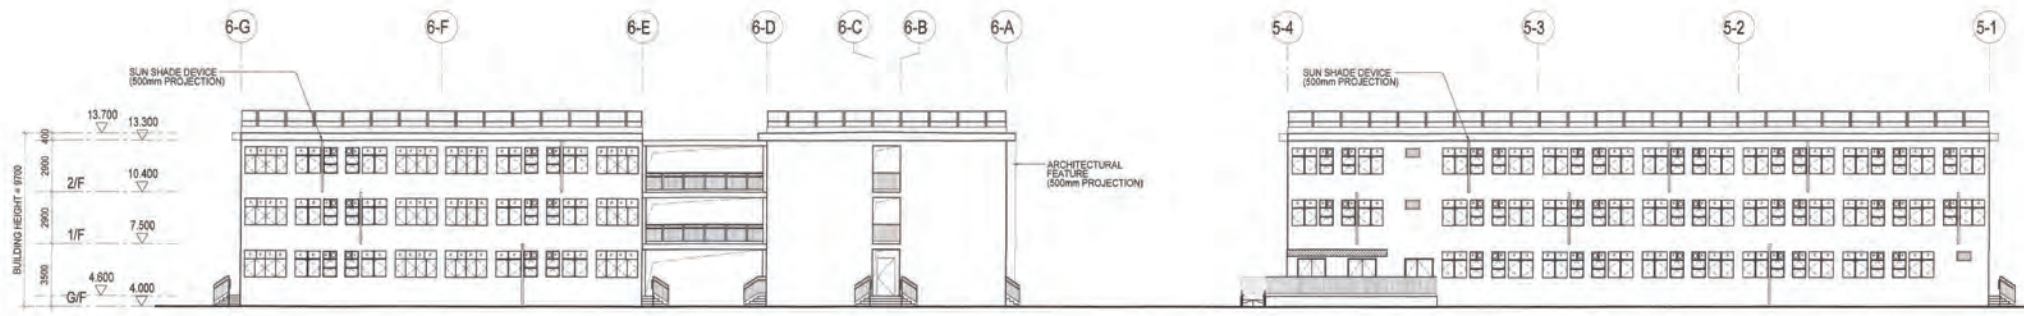 6-G
6-F
6-E
6-D
6-C
6-B
6-A
5-4
5-3
5-2
5-1
SUN SHADE DEVICE
(500mm PROJECTION)
SUN SHADE DEVICE
(500mm PROJECTION)
13.700
13.300
400
2900
2/F
10.400
ARCHITECTURAL
FEATURE
(500mm PROJECTION)
BUILDING HEIGHT = 9700
2900
1/F
7.500
3500
4.600
G/F
4.000